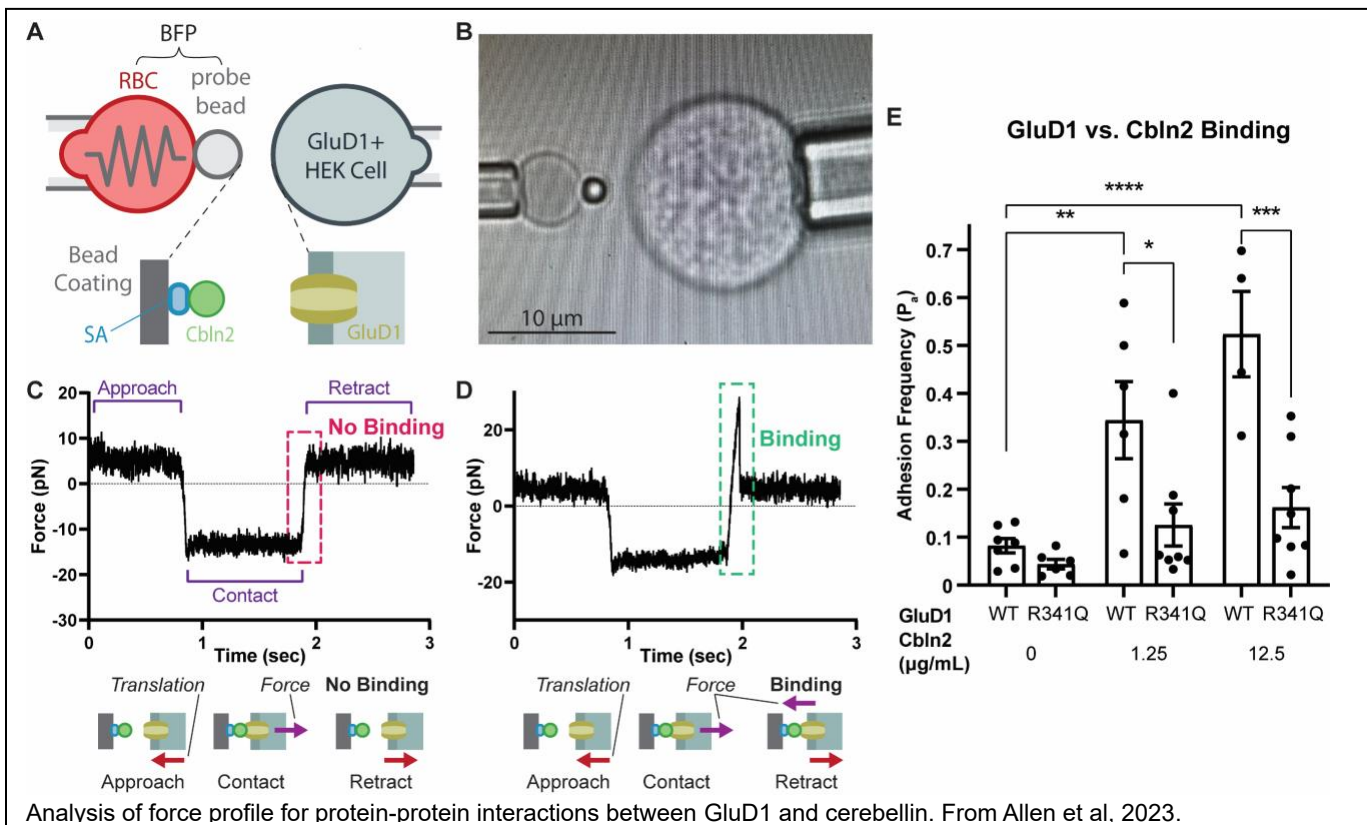 A
BFP
RBC
probe
bead
GluD1+
HEK Cell
Bead
Coating
SA
Cbln2
GluD1
B
10 µm
C
20
10
0
-10
-20
-30
Force (pN)
Approach
Retract
No Binding
Contact
0
1
2
3
Time (sec)
Translation
Force
No Binding
Approach
Contact
Retract
D
20
0
-20
Force (pN)
Binding
0
1
2
3
Time (sec)
Translation
Force
Binding
Approach
Contact
Retract
E
GluD1 vs. Cbln2 Binding
****
**
*
***
Adhesion Frequency (Pa)
0.7
0.6
0.5
0.4
0.3
0.2
0.1
0
GluD1 WT R341Q WT R341Q WT R341Q
Cbln2
(µg/mL) 0 1.25 12.5
Analysis of force profile for protein-protein interactions between GluD1 and cerebellin. From Allen et al, 2023.